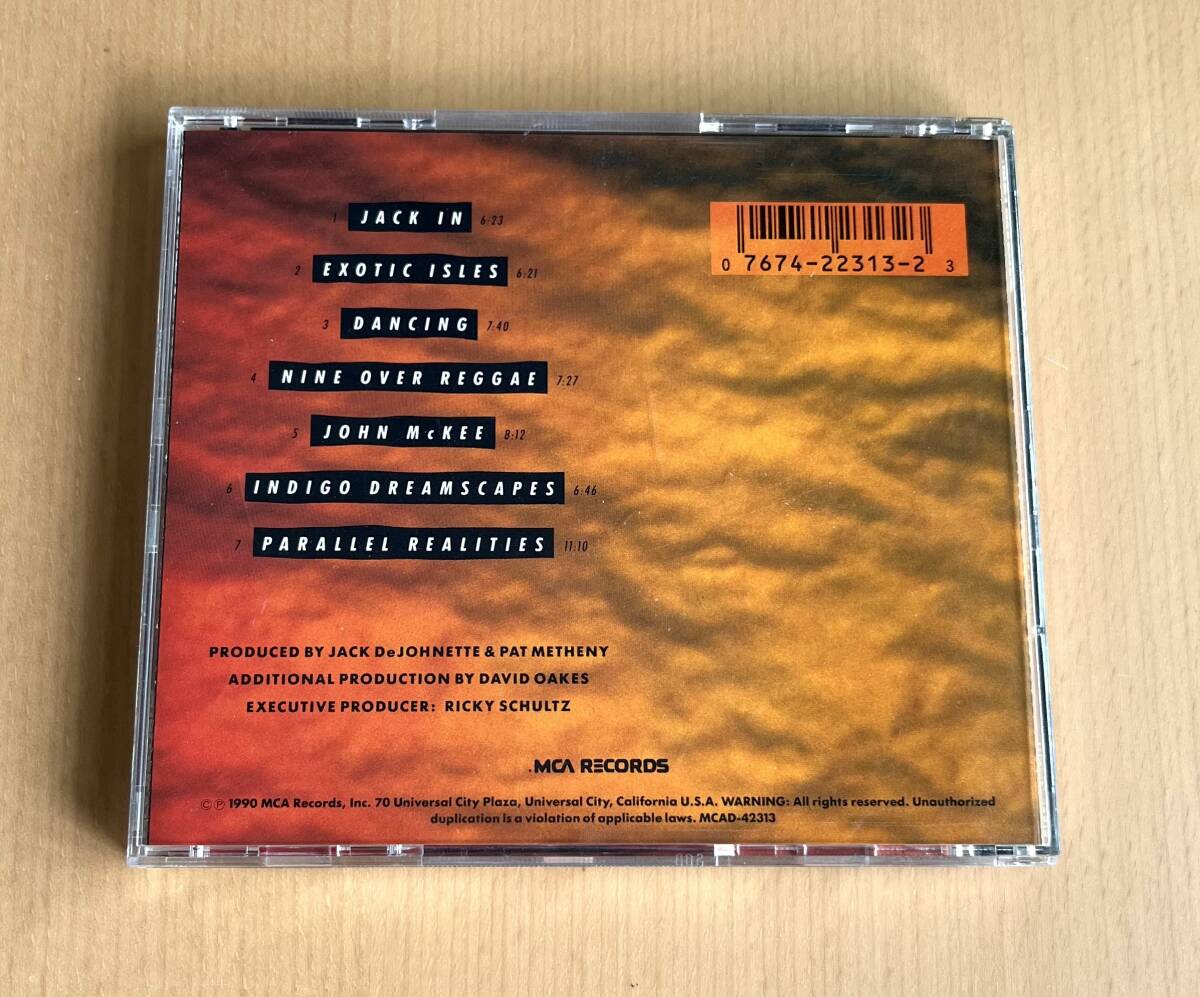 1 JACK IN 6:23
2 EXOTIC ISLES 6:21
3 DANCING 7:40
4 NINE OVER REGGAE 7:27
5 JOHN McKEE 8:12
6 INDIGO DREAMSCAPES 6:46
7 PARALLEL REALITIES 11:10
0 7674-22313-2 3
PRODUCED BY JACK DeJOHNETTE & PAT METHENY
ADDITIONAL PRODUCTION BY DAVID OAKES
EXECUTIVE PRODUCER: RICKY SCHULTZ
.MCA RECORDS
©℗ 1990 MCA Records, Inc. 70 Universal City Plaza, Universal City, California U.S.A. WARNING: All rights reserved. Unauthorized
duplication is a violation of applicable laws. MCAD-42313